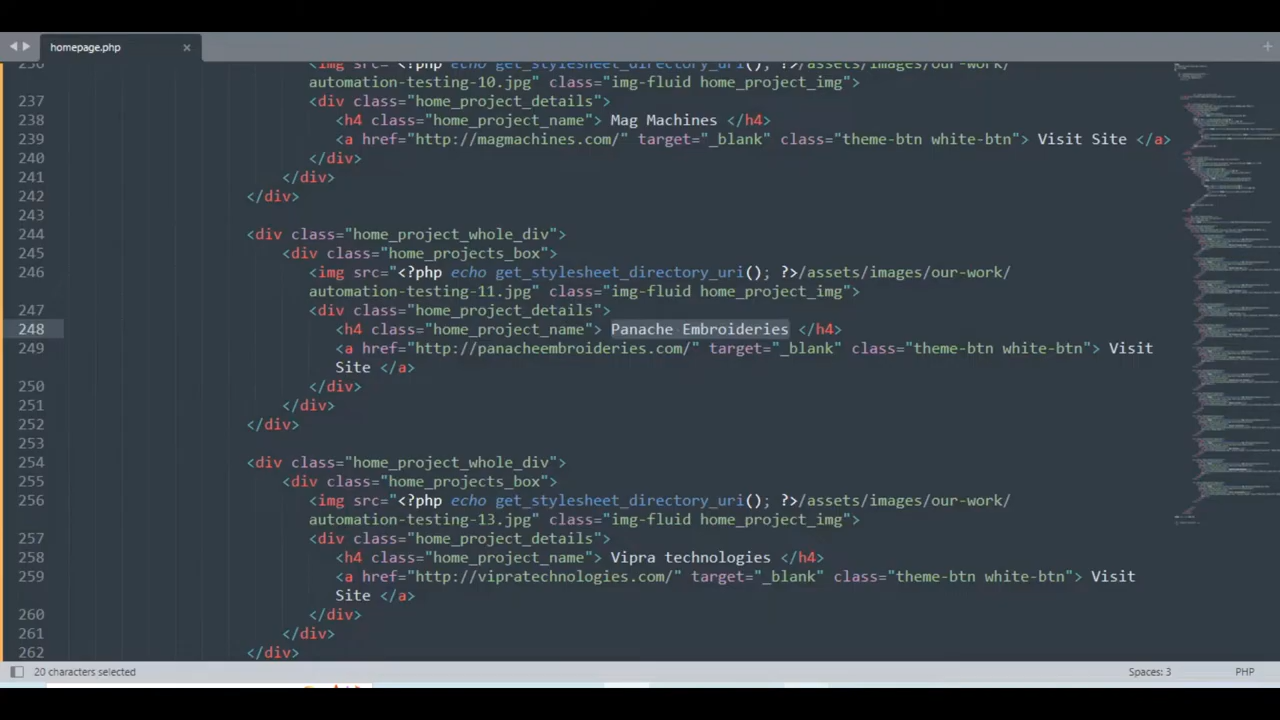 homepage.php
236 <img src="<?php echo get_stylesheet_directory_uri(); ?>/assets/images/our-work/
automation-testing-10.jpg" class="img-fluid home_project_img">
237 <div class="home_project_details">
238 <h4 class="home_project_name"> Mag Machines </h4>
239 <a href="http://magmachines.com/" target="_blank" class="theme-btn white-btn"> Visit Site </a>
240 </div>
241 </div>
242 </div>
243
244 <div class="home_project_whole_div">
245 <div class="home_projects_box">
246 <img src="<?php echo get_stylesheet_directory_uri(); ?>/assets/images/our-work/
automation-testing-11.jpg" class="img-fluid home_project_img">
247 <div class="home_project_details">
248 <h4 class="home_project_name"> Panache Embroideries </h4>
249 <a href="http://panacheembroideries.com/" target="_blank" class="theme-btn white-btn"> Visit
Site </a>
250 </div>
251 </div>
252 </div>
253
254 <div class="home_project_whole_div">
255 <div class="home_projects_box">
256 <img src="<?php echo get_stylesheet_directory_uri(); ?>/assets/images/our-work/
automation-testing-13.jpg" class="img-fluid home_project_img">
257 <div class="home_project_details">
258 <h4 class="home_project_name"> Vipra technologies </h4>
259 <a href="http://vipratechnologies.com/" target="_blank" class="theme-btn white-btn"> Visit
Site </a>
260 </div>
261 </div>
262 </div>
20 characters selected
Spaces: 3
PHP